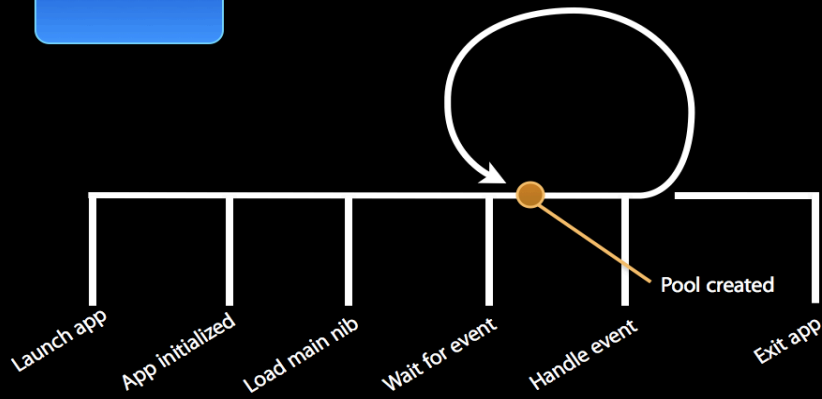 Pool created
Launch app
App initialized
Load main nib
Wait for event
Handle event
Exit app